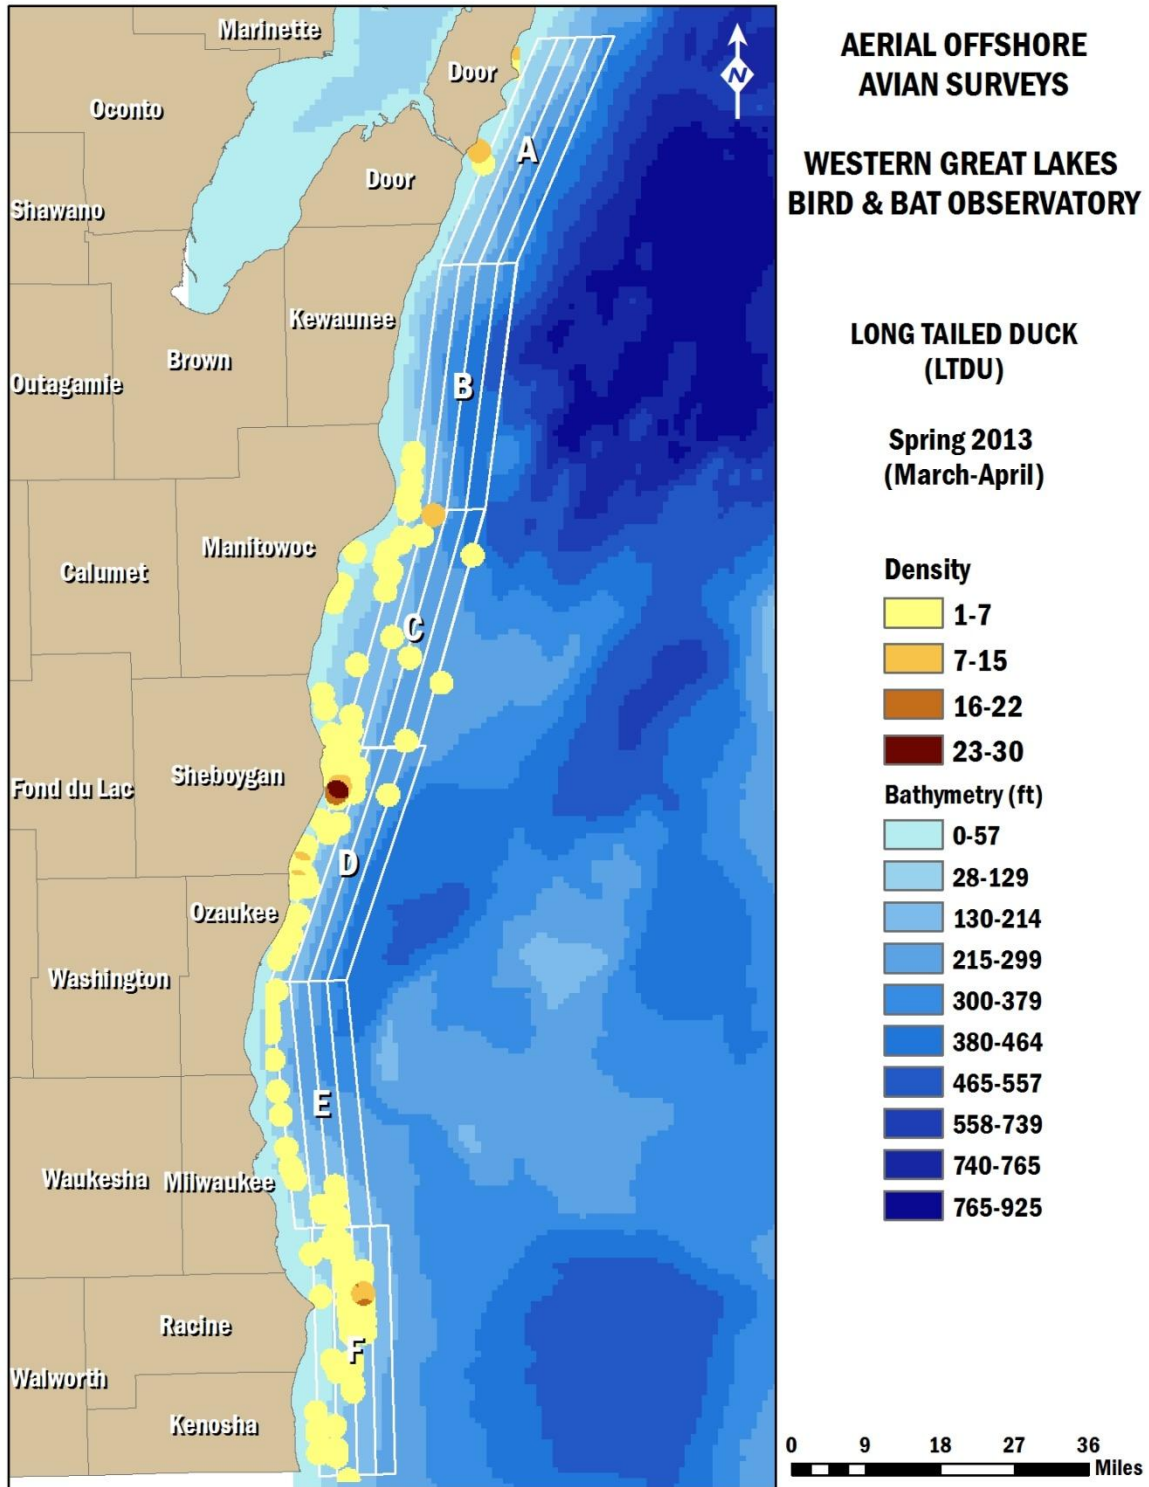 Marinette
Door
Oconto
A
Door
Shawano
Kewaunee
Brown
Outagamie
B
Manitowoc
Calumet
C
Sheboygan
Fond du Lac
D
Ozaukee
Washington
E
Waukesha
Milwaukee
Racine
F
Walworth
Kenosha
N
AERIAL OFFSHORE
AVIAN SURVEYS
WESTERN GREAT LAKES
BIRD & BAT OBSERVATORY
LONG TAILED DUCK
(LTDU)
Spring 2013
(March-April)
Density
1-7
7-15
16-22
23-30
Bathymetry (ft)
0-57
28-129
130-214
215-299
300-379
380-464
465-557
558-739
740-765
765-925
0 9 18 27 36
Miles